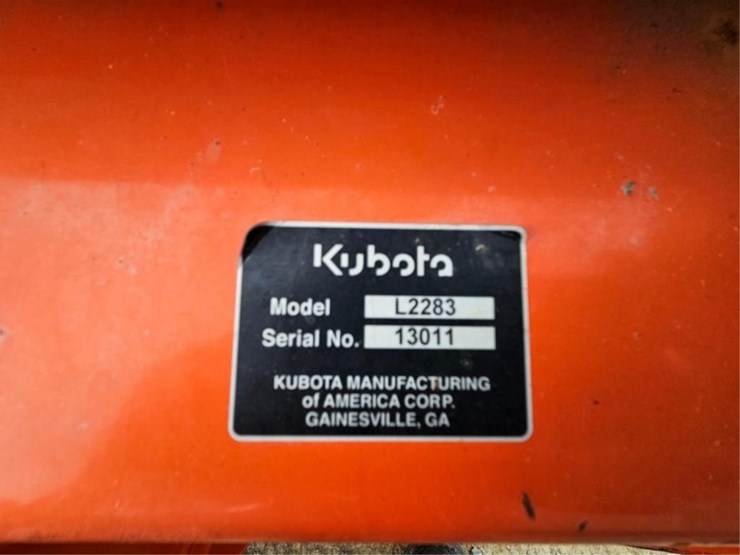 Kubota
Model L2283
Serial No. 13011
KUBOTA MANUFACTURING
of AMERICA CORP.
GAINESVILLE, GA